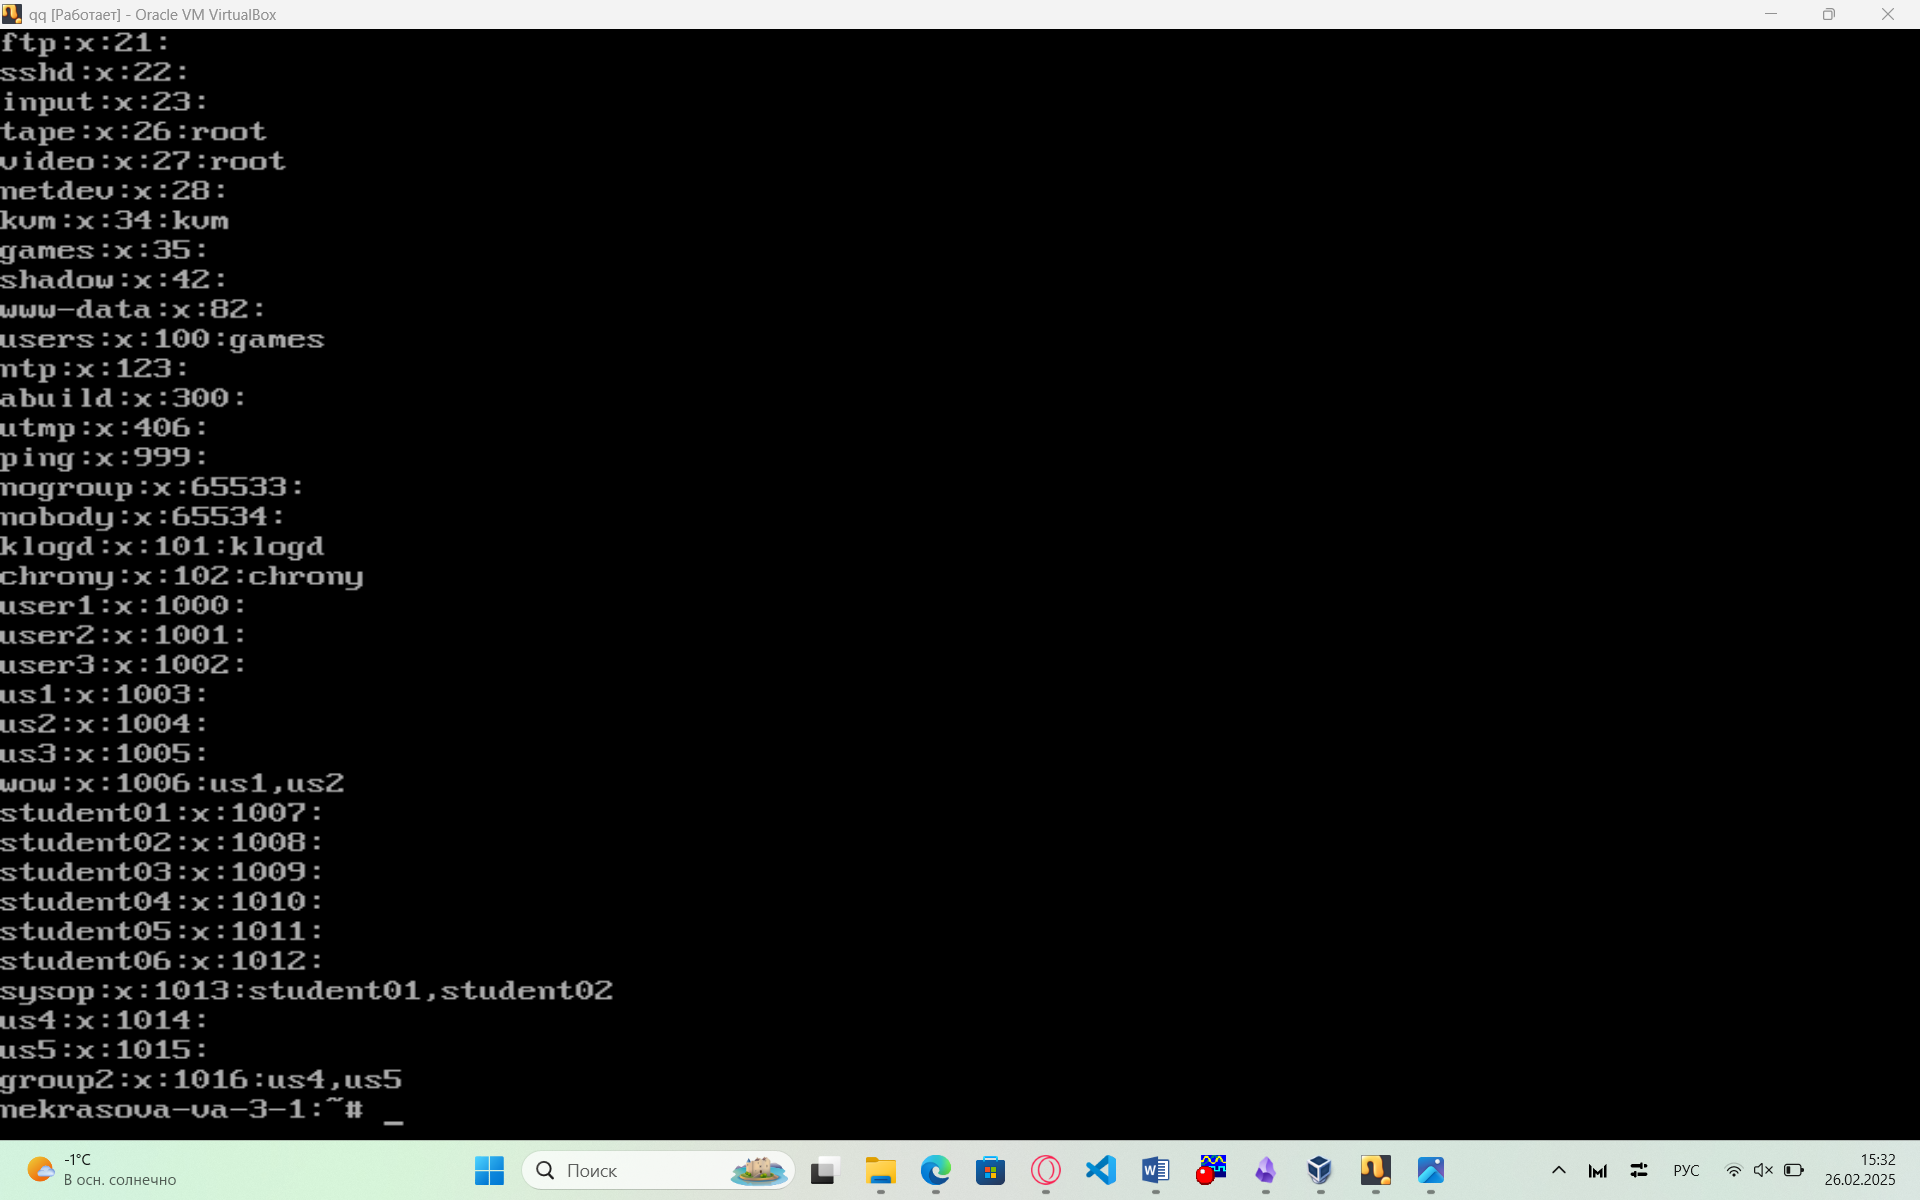 qq [Работает] - Oracle VM VirtualBox
ftp:x:21:
sshd:x:22:
input:x:23:
tape:x:26:root
video:x:27:root
netdev:x:28:
kvm:x:34:kvm
games:x:35:
shadow:x:42:
www-data:x:82:
users:x:100:games
ntp:x:123:
abuild:x:300:
utmp:x:406:
ping:x:999:
nogroup:x:65533:
nobody:x:65534:
klogd:x:101:klogd
chrony:x:102:chrony
user1:x:1000:
user2:x:1001:
user3:x:1002:
us1:x:1003:
us2:x:1004:
us3:x:1005:
wow:x:1006:us1,us2
student01:x:1007:
student02:x:1008:
student03:x:1009:
student04:x:1010:
student05:x:1011:
student06:x:1012:
sysop:x:1013:student01,student02
us4:x:1014:
us5:x:1015:
group2:x:1016:us4,us5
nekrasova-va-3-1:~# _
-1°C
В осн. солнечно
Поиск
РУС
15:32
26.02.2025